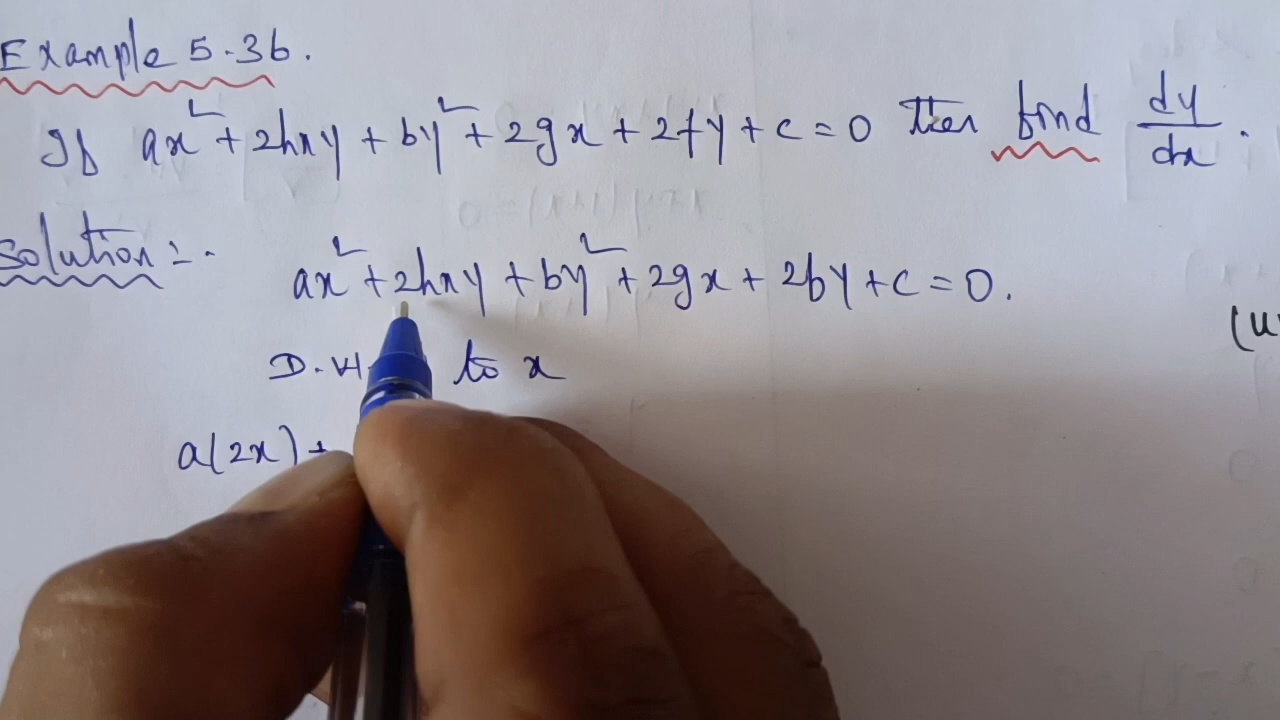 Example 5.36.
If ax² + 2hxy + by² + 2gx + 2fy + c = 0 then find dy/dx.
Solution :-
ax² + 2hxy + by² + 2gx + 2fy + c = 0.
D. to x
a(2x) +